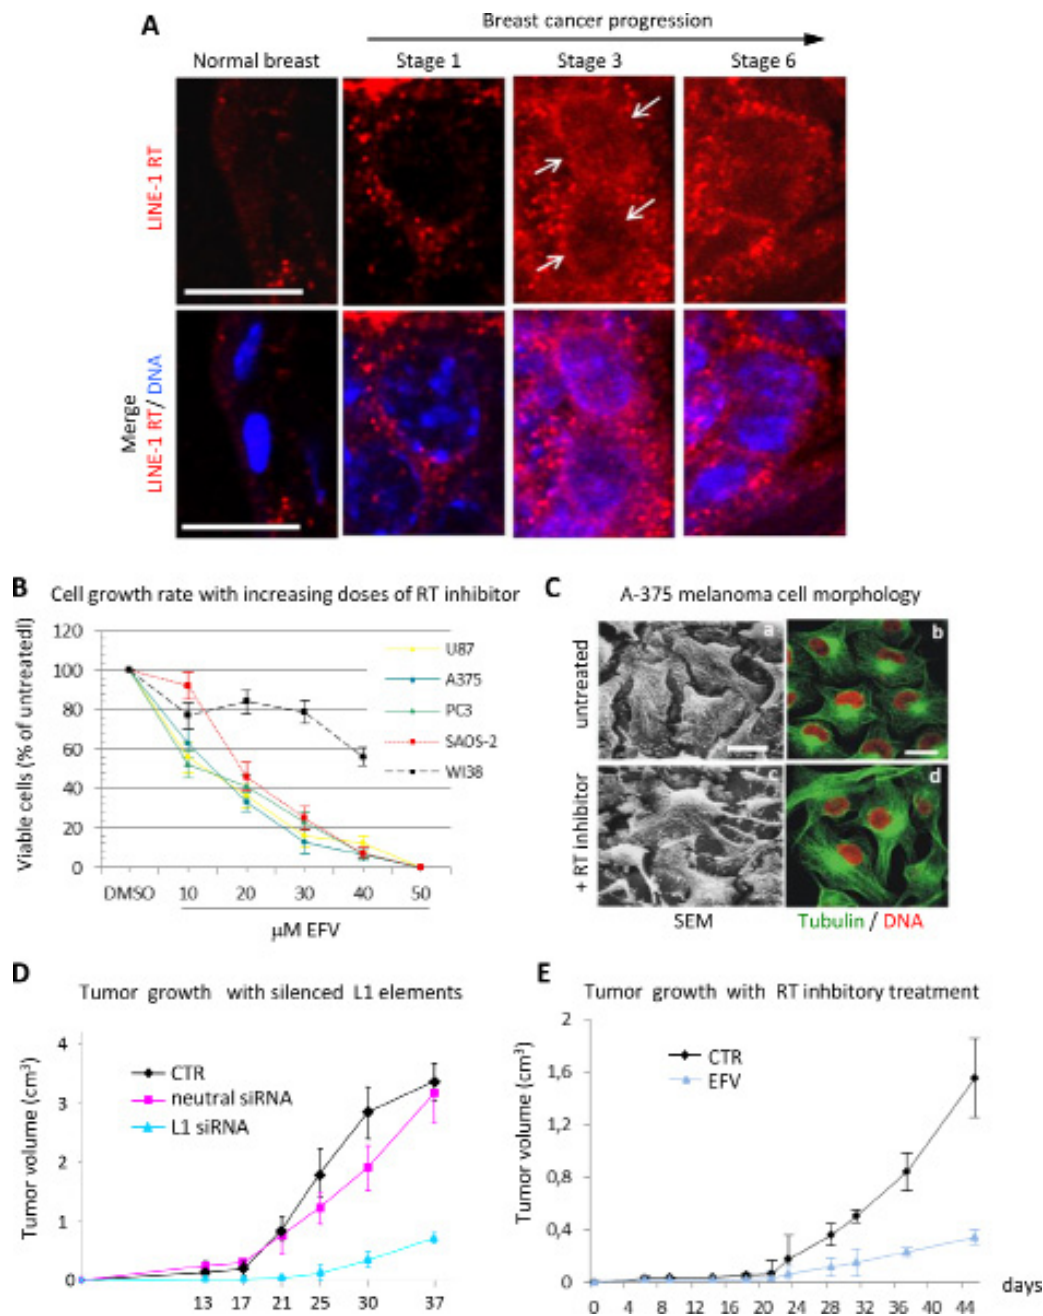 A
Breast cancer progression
Normal breast
Stage 1
Stage 3
Stage 6
LINE-1 RT
Merge
LINE-1 RT/ DNA
B
Cell growth rate with increasing doses of RT inhibitor
Viable cells (% of untreatedl)
120
100
80
60
40
20
0
U87
A375
PC3
SAOS-2
WI38
DMSO 10 20 30 40 50
μM EFV
C
A-375 melanoma cell morphology
untreated
+ RT inhibitor
a
b
c
d
SEM
Tubulin / DNA
D
Tumor growth with silenced L1 elements
Tumor volume (cm³)
4
3
2
1
0
CTR
neutral siRNA
L1 siRNA
13 17 21 25 30 37
E
Tumor growth with RT inhbitory treatment
Tumor volume (cm³)
2
1,6
1,2
0,8
0,4
0
CTR
EFV
0 4 8 12 16 20 22 24 28 32 36 40 44 days